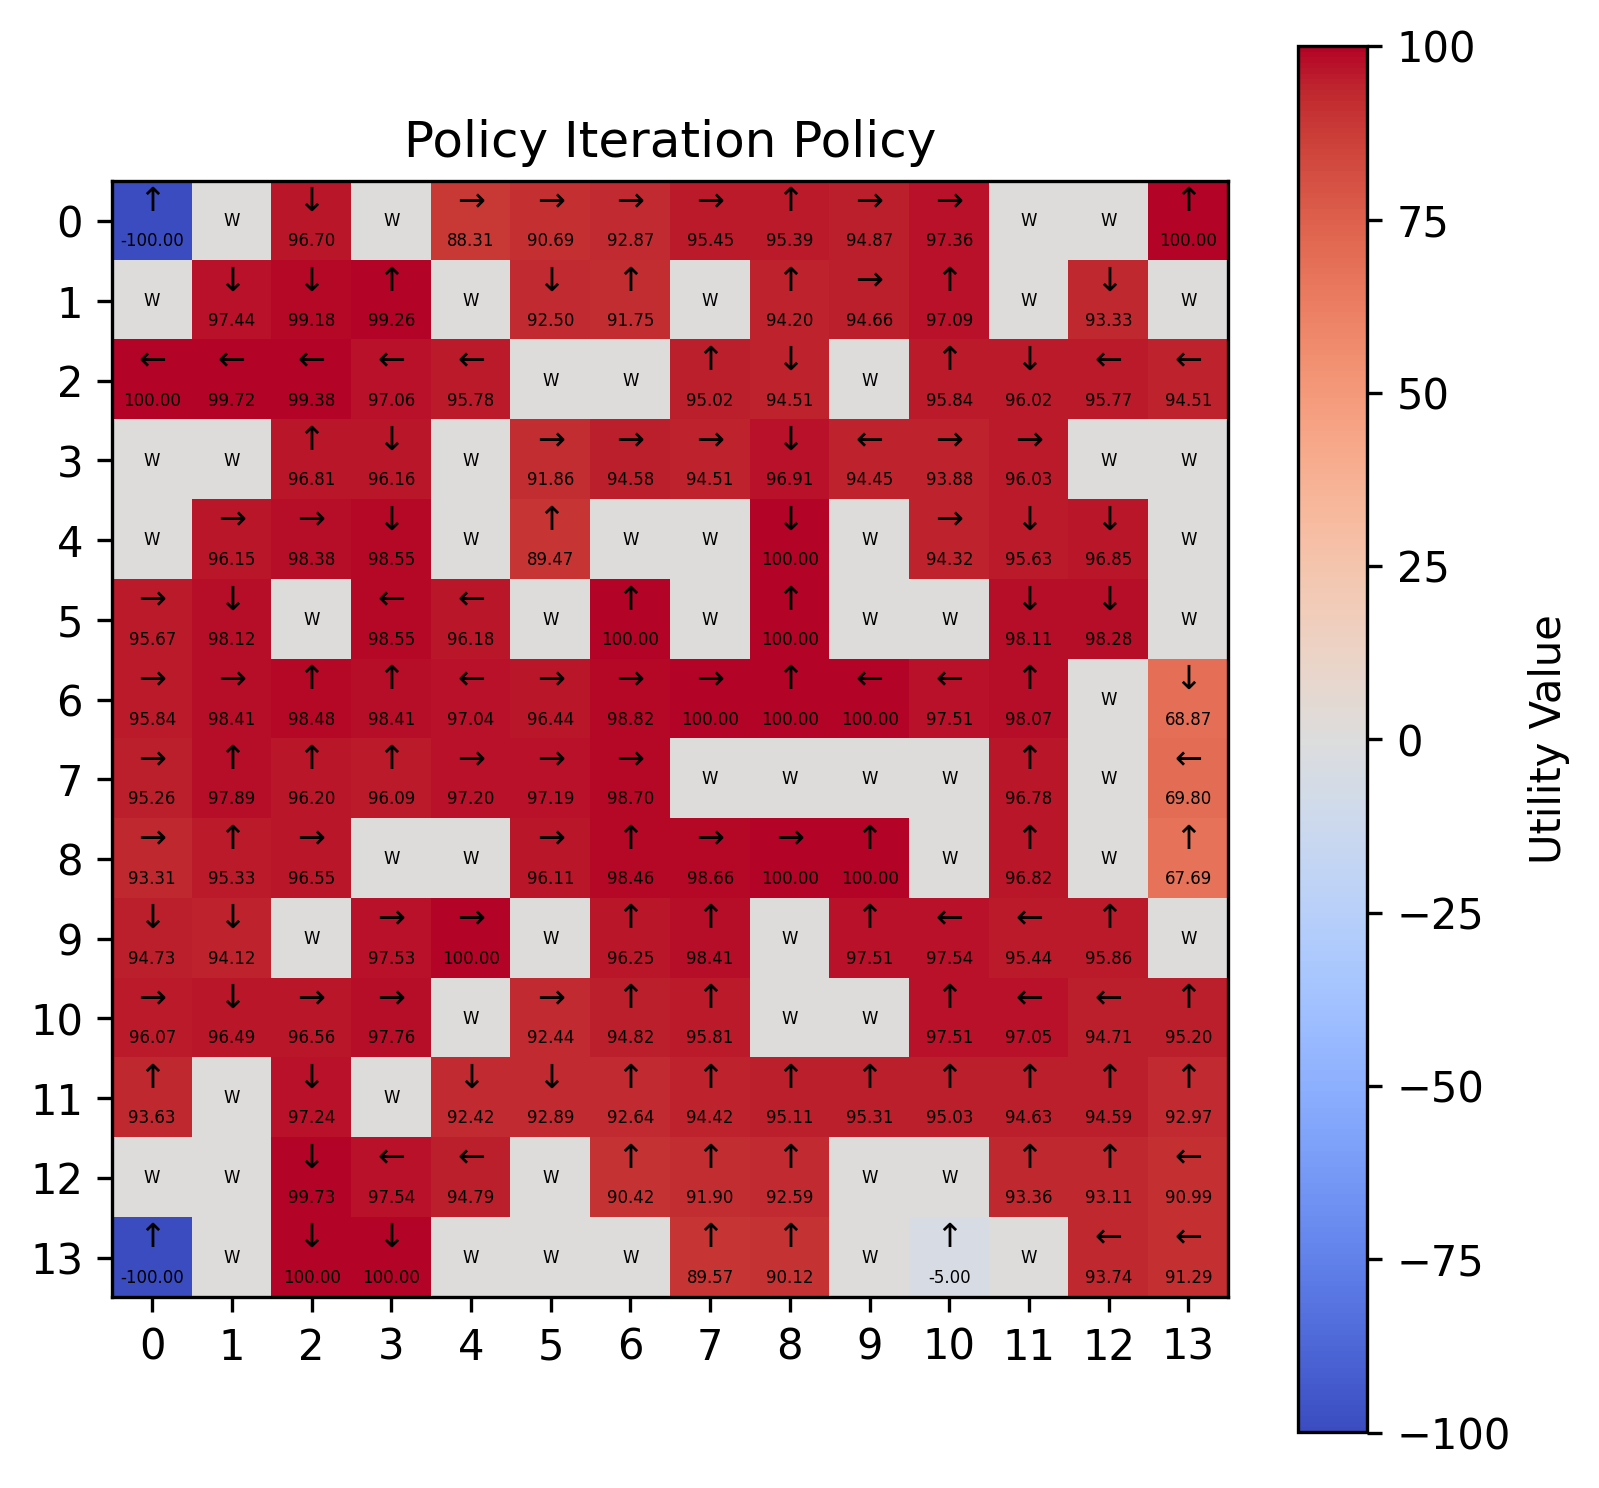 Policy Iteration Policy
0 ↑ W ↓ W → → → → ↑ → → W W ↑
-100.00 96.70 88.31 90.69 92.87 95.45 95.39 94.87 97.36 100.00
1 W ↓ ↓ ↑ W ↓ ↑ W ↑ → ↑ W ↓ W
97.44 99.18 99.26 92.50 91.75 94.20 94.66 97.09 93.33
2 ← ← ← ← ← W W ↑ ↓ W ↑ ↓ ← ←
100.00 99.72 99.38 97.06 95.78 95.02 94.51 95.84 96.02 95.77 94.51
3 W W ↑ ↓ W → → → ↓ ← → → W W
96.81 96.16 91.86 94.58 94.51 96.91 94.45 93.88 96.03
4 W → → ↓ W ↑ W W ↓ W → ↓ ↓ W
96.15 98.38 98.55 89.47 100.00 94.32 95.63 96.85
5 → ↓ W ← ← W ↑ W ↑ W W ↓ ↓ W
95.67 98.12 98.55 96.18 100.00 100.00 98.11 98.28
6 → → ↑ ↑ ← → → → ↑ ← ← ↑ W ↓
95.84 98.41 98.48 98.41 97.04 96.44 98.82 100.00 100.00 100.00 97.51 98.07 68.87
7 → ↑ ↑ ↑ → → → W W W W ↑ W ←
95.26 97.89 96.20 96.09 97.20 97.19 98.70 96.78 69.80
8 → ↑ → W W → ↑ → → ↑ W ↑ W ↑
93.31 95.33 96.55 96.11 98.46 98.66 100.00 100.00 96.82 67.69
9 ↓ ↓ W → → W ↑ ↑ W ↑ ← ← ↑ W
94.73 94.12 97.53 100.00 96.25 98.41 97.51 97.54 95.44 95.86
10 → ↓ → → W → ↑ ↑ W W ↑ ← ← ↑
96.07 96.49 96.56 97.76 92.44 94.82 95.81 97.51 97.05 94.71 95.20
11 ↑ W ↓ W ↓ ↓ ↑ ↑ ↑ ↑ ↑ ↑ ↑ ↑
93.63 97.24 92.42 92.89 92.64 94.42 95.11 95.31 95.03 94.63 94.59 92.97
12 W W ↓ ← ← W ↑ ↑ ↑ W W ↑ ↑ ←
99.73 97.54 94.79 90.42 91.90 92.59 93.36 93.11 90.99
13 ↑ W ↓ ↓ W W W ↑ ↑ W ↑ W ← ←
-100.00 100.00 100.00 89.57 90.12 -5.00 93.74 91.29
0 1 2 3 4 5 6 7 8 9 10 11 12 13
100
75
50
25
0
−25
−50
−75
−100
Utility Value